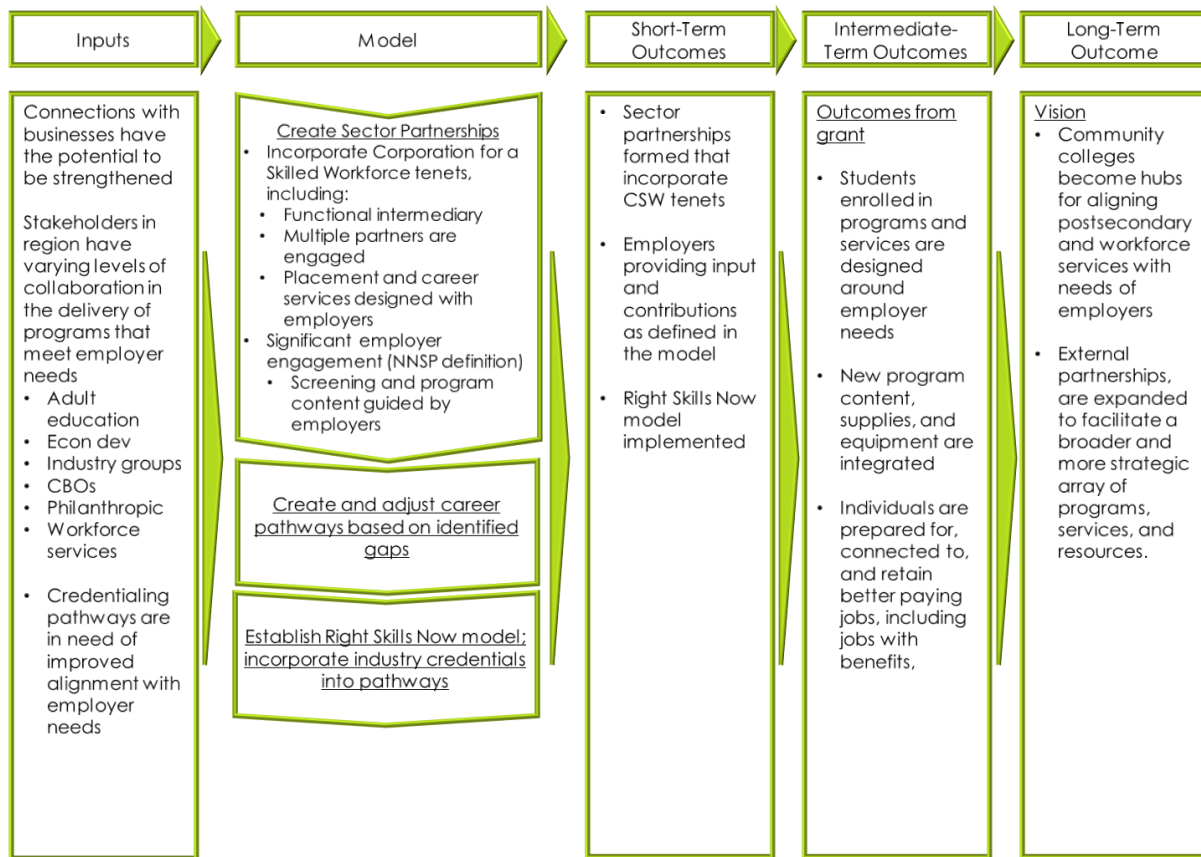 Inputs
Model
Short-Term
Outcomes
Intermediate-
Term Outcomes
Long-Term
Outcome
Connections with
businesses have
the potential to
be strengthened
Stakeholders in
region have
varying levels of
collaboration in
the delivery of
programs that
meet employer
needs
• Adult
education
• Econ dev
• Industry groups
• CBOs
• Philanthropic
• Workforce
services
• Credentialing
pathways are
in need of
improved
alignment with
employer
needs
Create Sector Partnerships
• Incorporate Corporation for a
Skilled Workforce tenets,
including:
• Functional intermediary
• Multiple partners are
engaged
• Placement and career
services designed with
employers
• Significant employer
engagement (NNSP definition)
• Screening and program
content guided by
employers
Create and adjust career
pathways based on identified
gaps
Establish Right Skills Now model;
incorporate industry credentials
into pathways
• Sector
partnerships
formed that
incorporate
CSW tenets
• Employers
providing input
and
contributions
as defined in
the model
• Right Skills Now
model
implemented
Outcomes from
grant
• Students
enrolled in
programs and
services are
designed
around
employer
needs
• New program
content,
supplies, and
equipment are
integrated
• Individuals are
prepared for,
connected to,
and retain
better paying
jobs, including
jobs with
benefits,
Vision
• Community
colleges
become hubs
for aligning
postsecondary
and workforce
services with
needs of
employers
• External
partnerships,
are expanded
to facilitate a
broader and
more strategic
array of
programs,
services, and
resources.